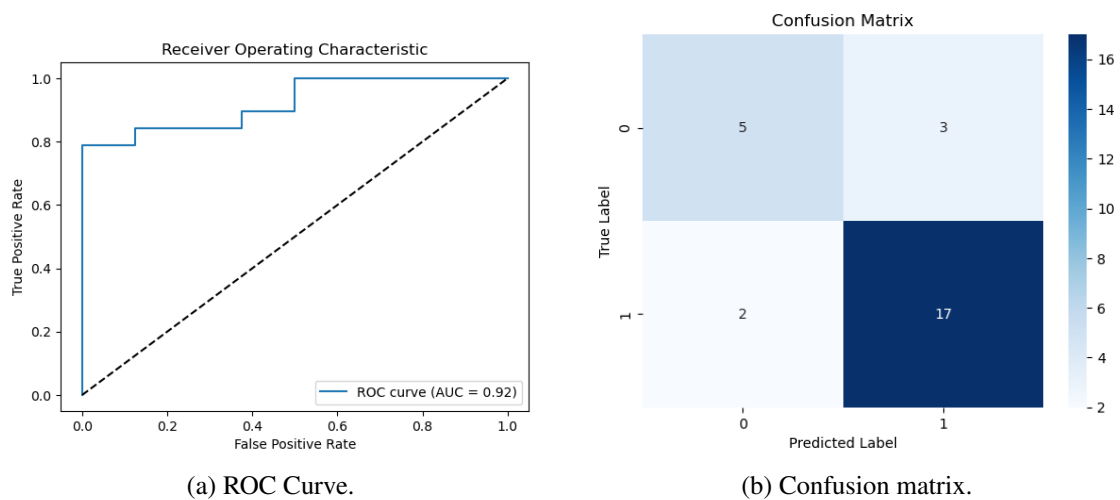 Receiver Operating Characteristic
True Positive Rate
1.0
0.8
0.6
0.4
0.2
0.0
ROC curve (AUC = 0.92)
0.0 0.2 0.4 0.6 0.8 1.0
False Positive Rate
(a) ROC Curve.
Confusion Matrix
True Label
0
5 3
1
2 17
0 1
Predicted Label
16
14
12
10
8
6
4
2
(b) Confusion matrix.